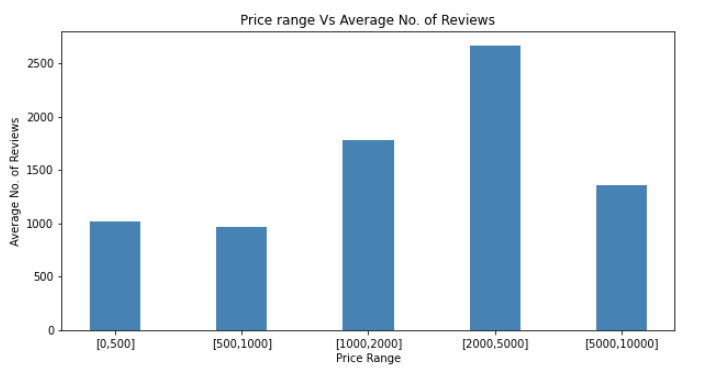 Price range Vs Average No. of Reviews
Average No. of Reviews
2500
2000
1500
1000
500
0
[0,500] [500,1000] [1000,2000] [2000,5000] [5000,10000]
Price Range